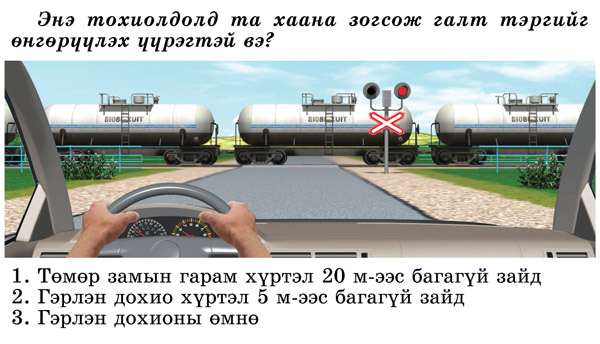 Энэ тохиолдолд та хаана зогсож галт тэргийг
өнгөрүүлэх үүрэгтэй вэ?
1. Төмөр замын гарам хүртэл 20 м-ээс багагүй зайд
2. Гэрлэн дохио хүртэл 5 м-ээс багагүй зайд
3. Гэрлэн дохионы өмнө